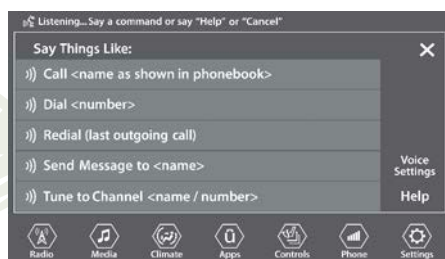 Listening...Say a command or say "Help" or "Cancel"
Say Things Like:
Call <name as shown in phonebook>
Dial <number>
Redial (last outgoing call)
Send Message to <name>
Tune to Channel <name / number>
Voice
Settings
Help
Radio
Media
Climate
Apps
Controls
Phone
Settings